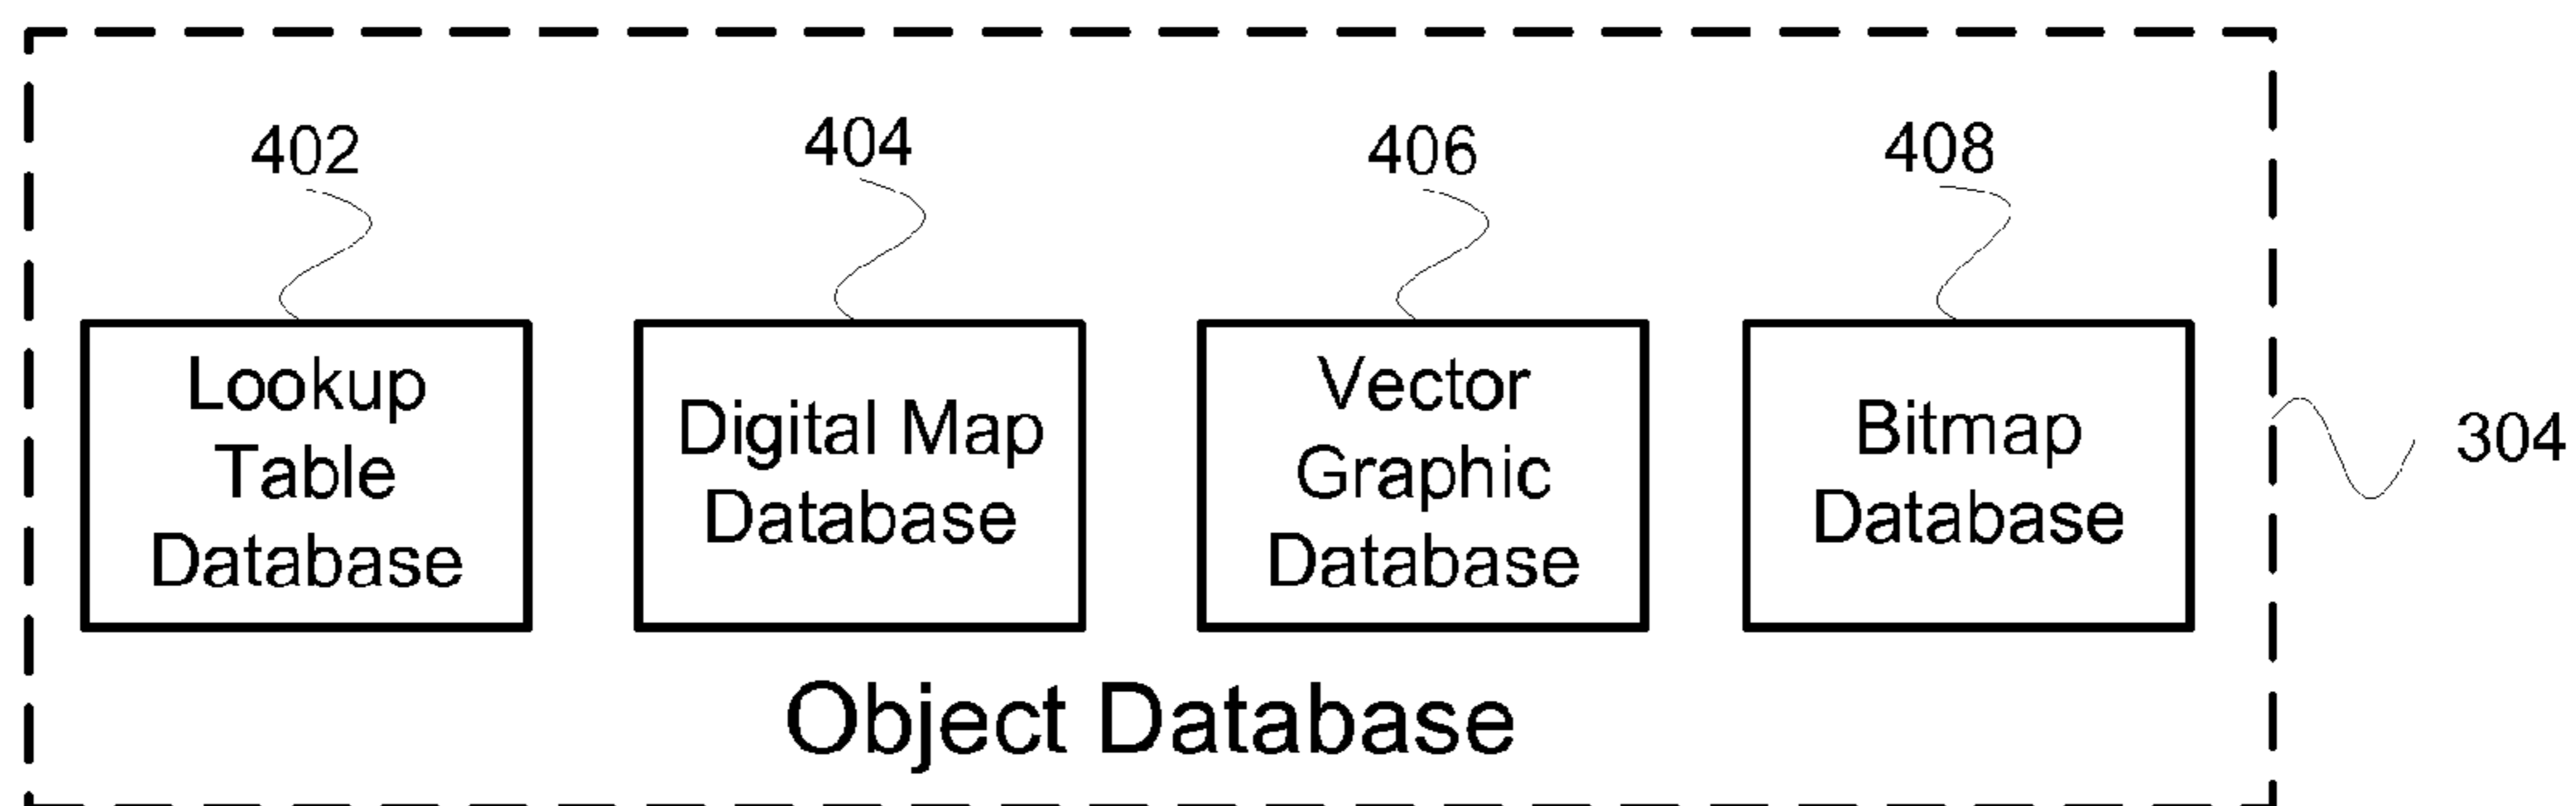 402
404
406
408
Lookup
Table
Database
Digital Map
Database
Vector
Graphic
Database
Bitmap
Database
304
Object Database